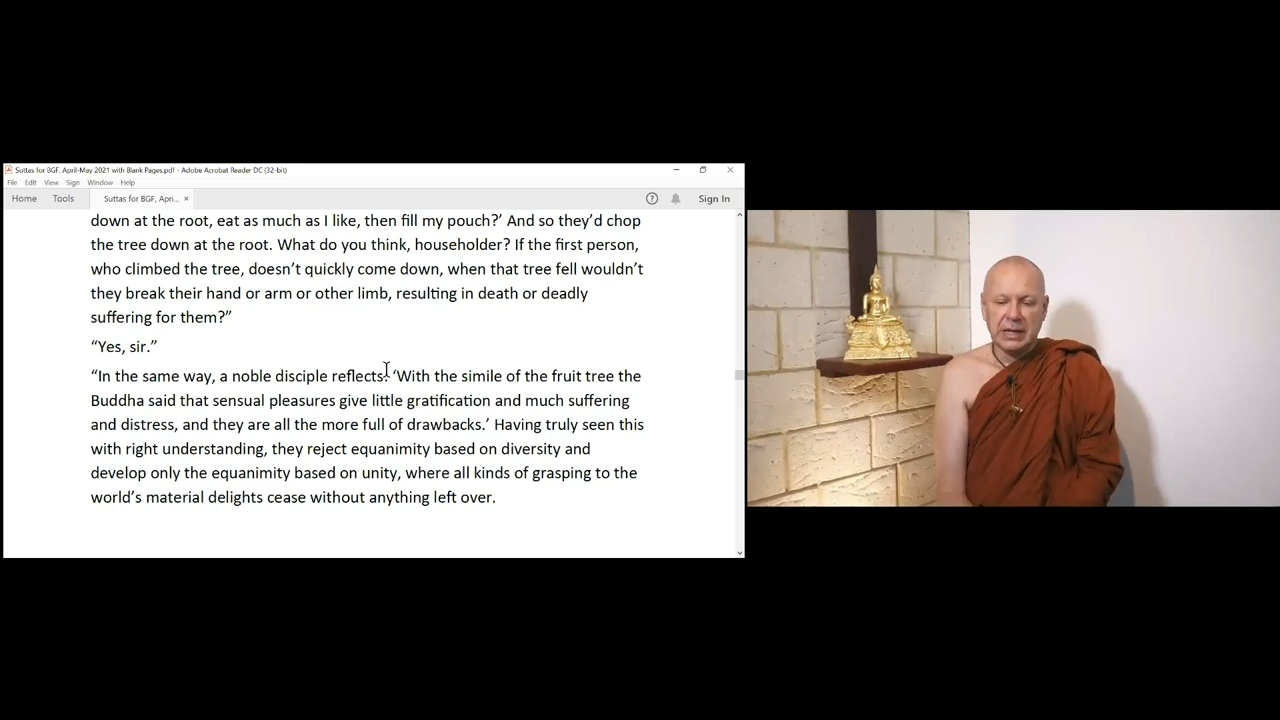 Suttas for BGF, April-May 2021 with Blank Pages.pdf - Adobe Acrobat Reader DC (32-bit)
File Edit View Sign Window Help
Home Tools Suttas for BGF, Apri... × Sign In
down at the root, eat as much as I like, then fill my pouch?’ And so they’d chop
the tree down at the root. What do you think, householder? If the first person,
who climbed the tree, doesn’t quickly come down, when that tree fell wouldn’t
they break their hand or arm or other limb, resulting in death or deadly
suffering for them?”
“Yes, sir.”
“In the same way, a noble disciple reflects: ‘With the simile of the fruit tree the
Buddha said that sensual pleasures give little gratification and much suffering
and distress, and they are all the more full of drawbacks.’ Having truly seen this
with right understanding, they reject equanimity based on diversity and
develop only the equanimity based on unity, where all kinds of grasping to the
world’s material delights cease without anything left over.